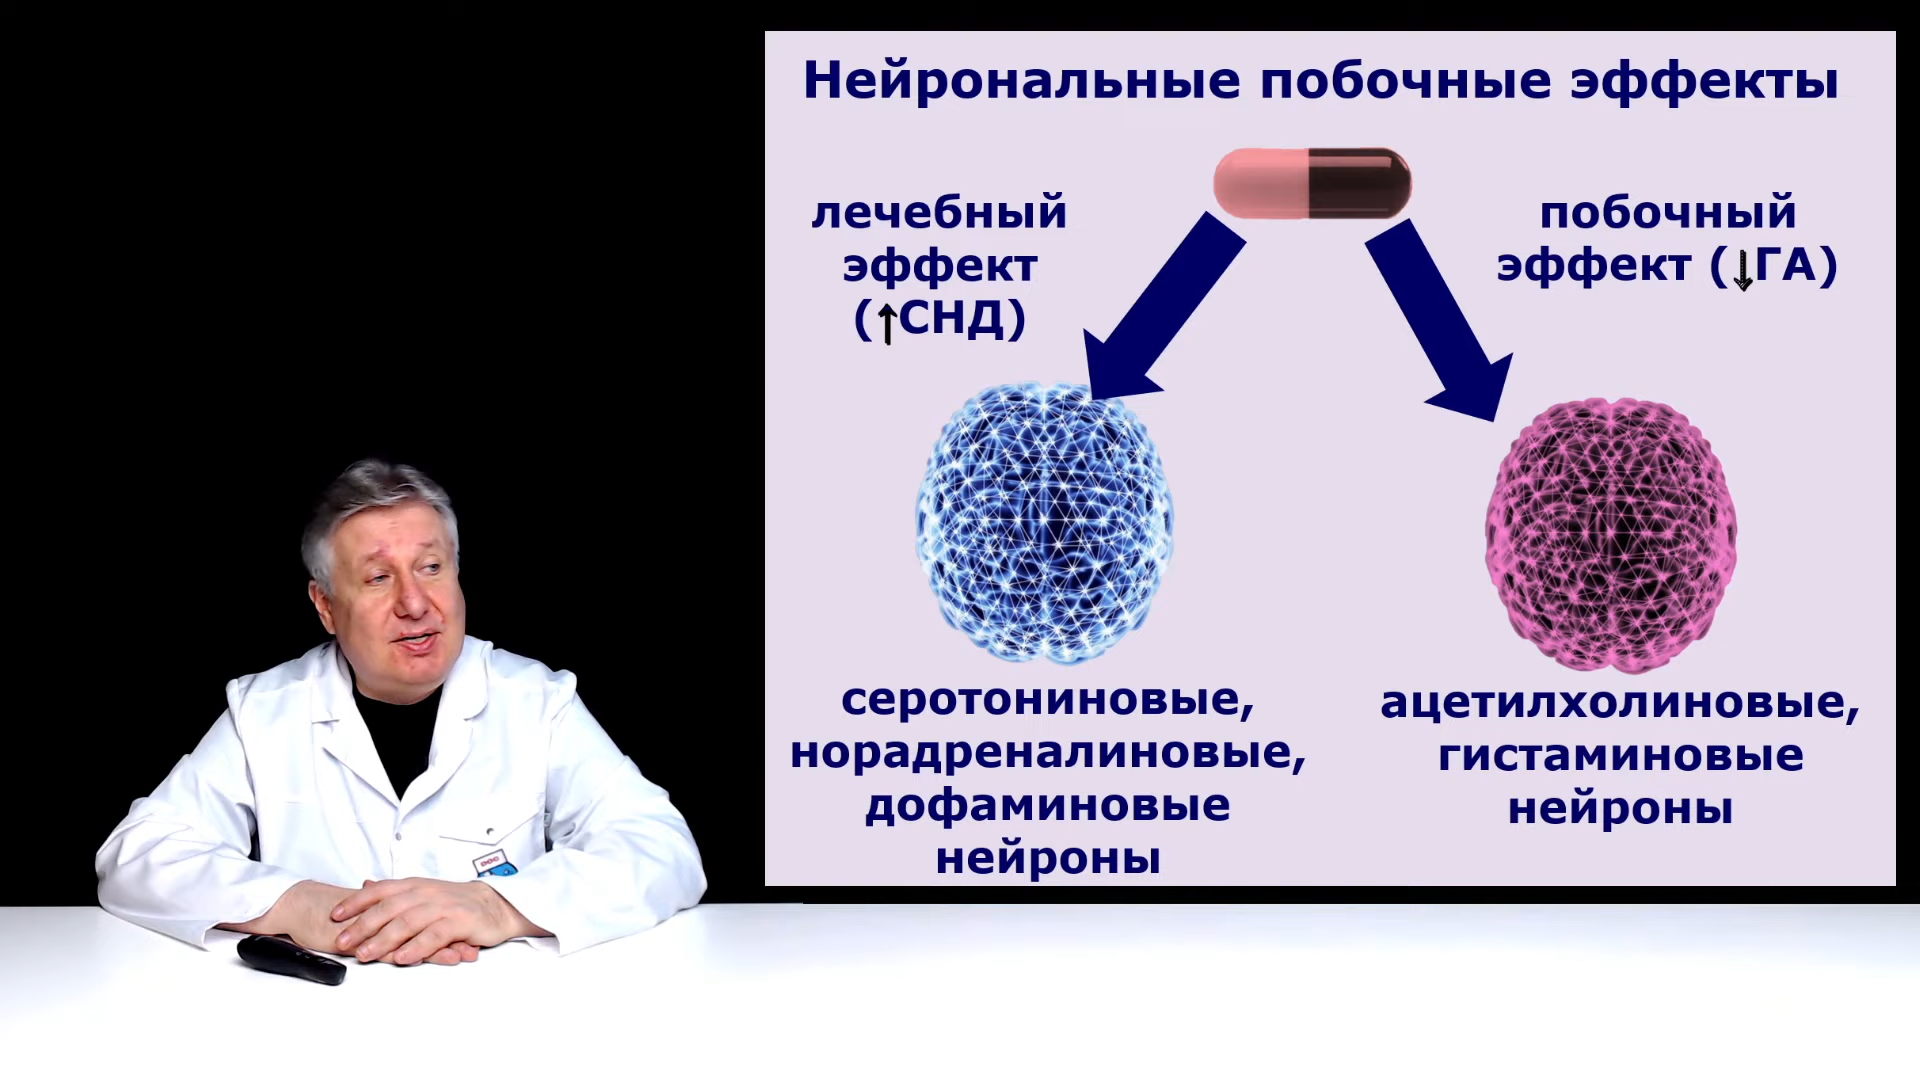 Нейрональные побочные эффекты
лечебный
эффект
(↑СНД)
побочный
эффект (↓ГА)
серотониновые,
норадреналиновые,
дофаминовые
нейроны
ацетилхолиновые,
гистаминовые
нейроны